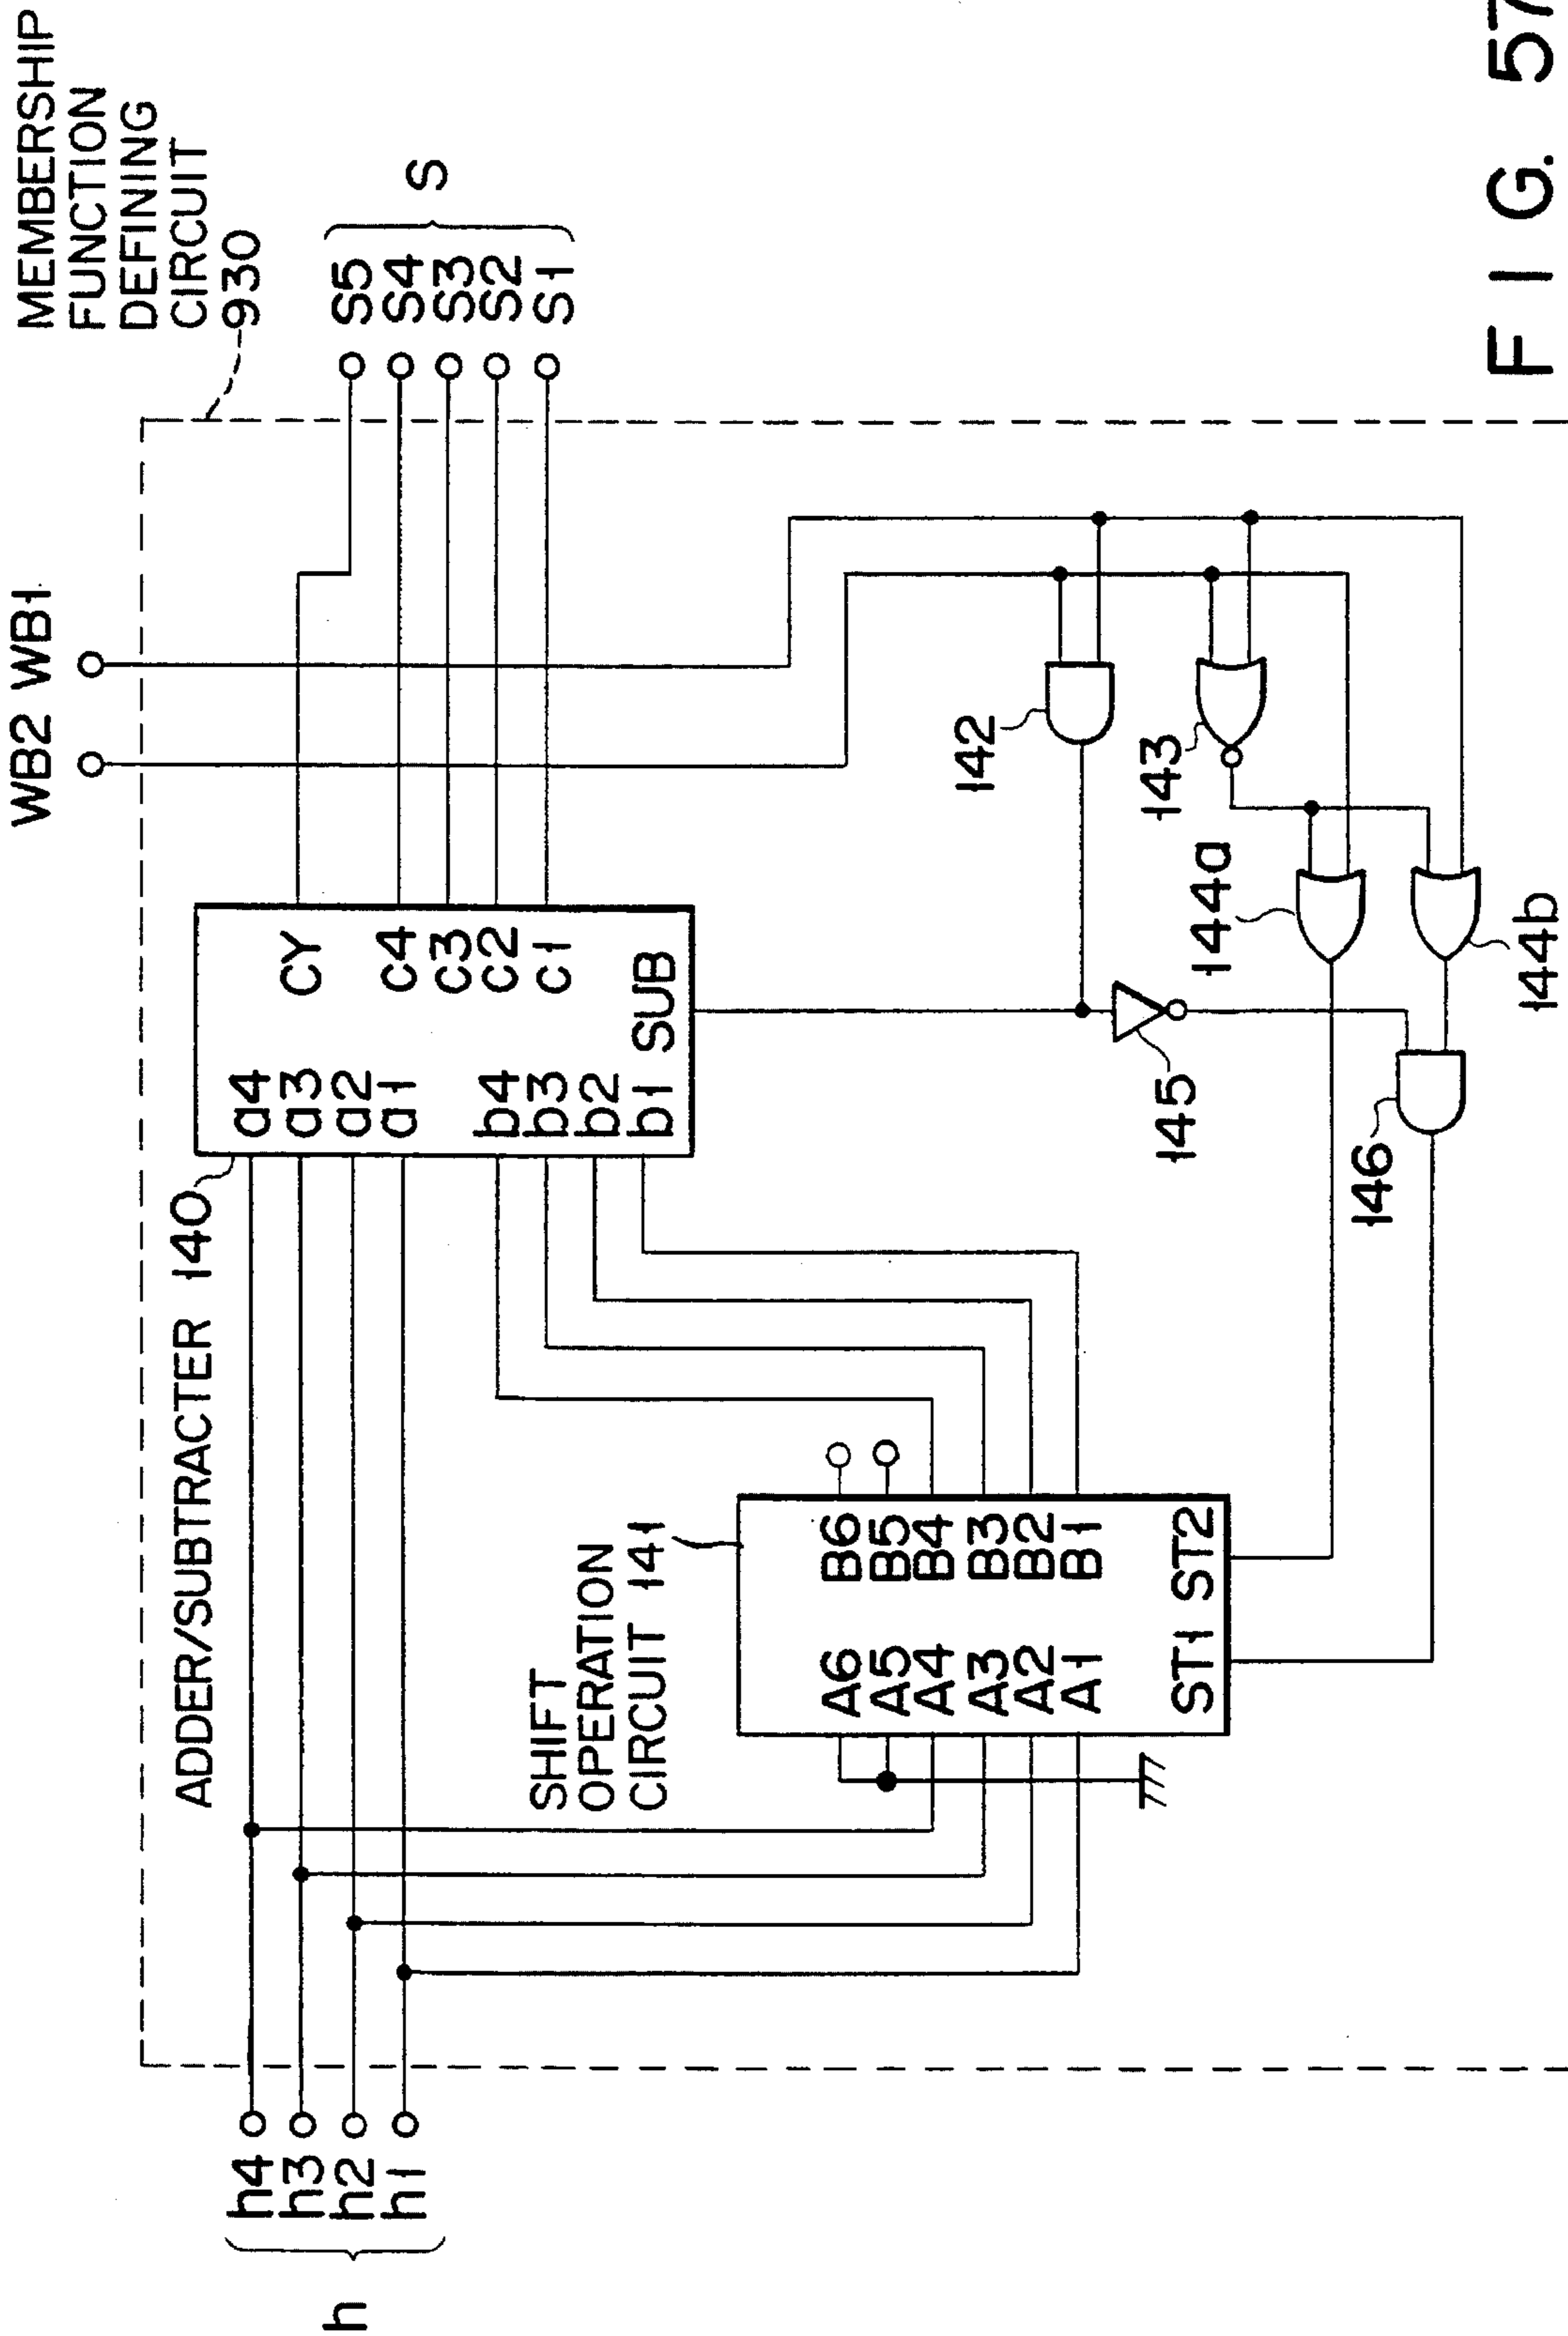 MEMBERSHIP
FUNCTION
DEFINING
CIRCUIT
930
WB2 WB1
S5
S4
S3
S2
S1
S
h
h4
h3
h2
h1
ADDER/SUBTRACTER 140
a4
a3
a2
a1
b4
b3
b2
b1
CY
c4
c3
c2
c1
SUB
SHIFT
OPERATION
CIRCUIT 141
A6
A5
A4
A3
A2
A1
B6
B5
B4
B3
B2
B1
ST1 ST2
142
143
144a
144b
145
146
FIG. 57